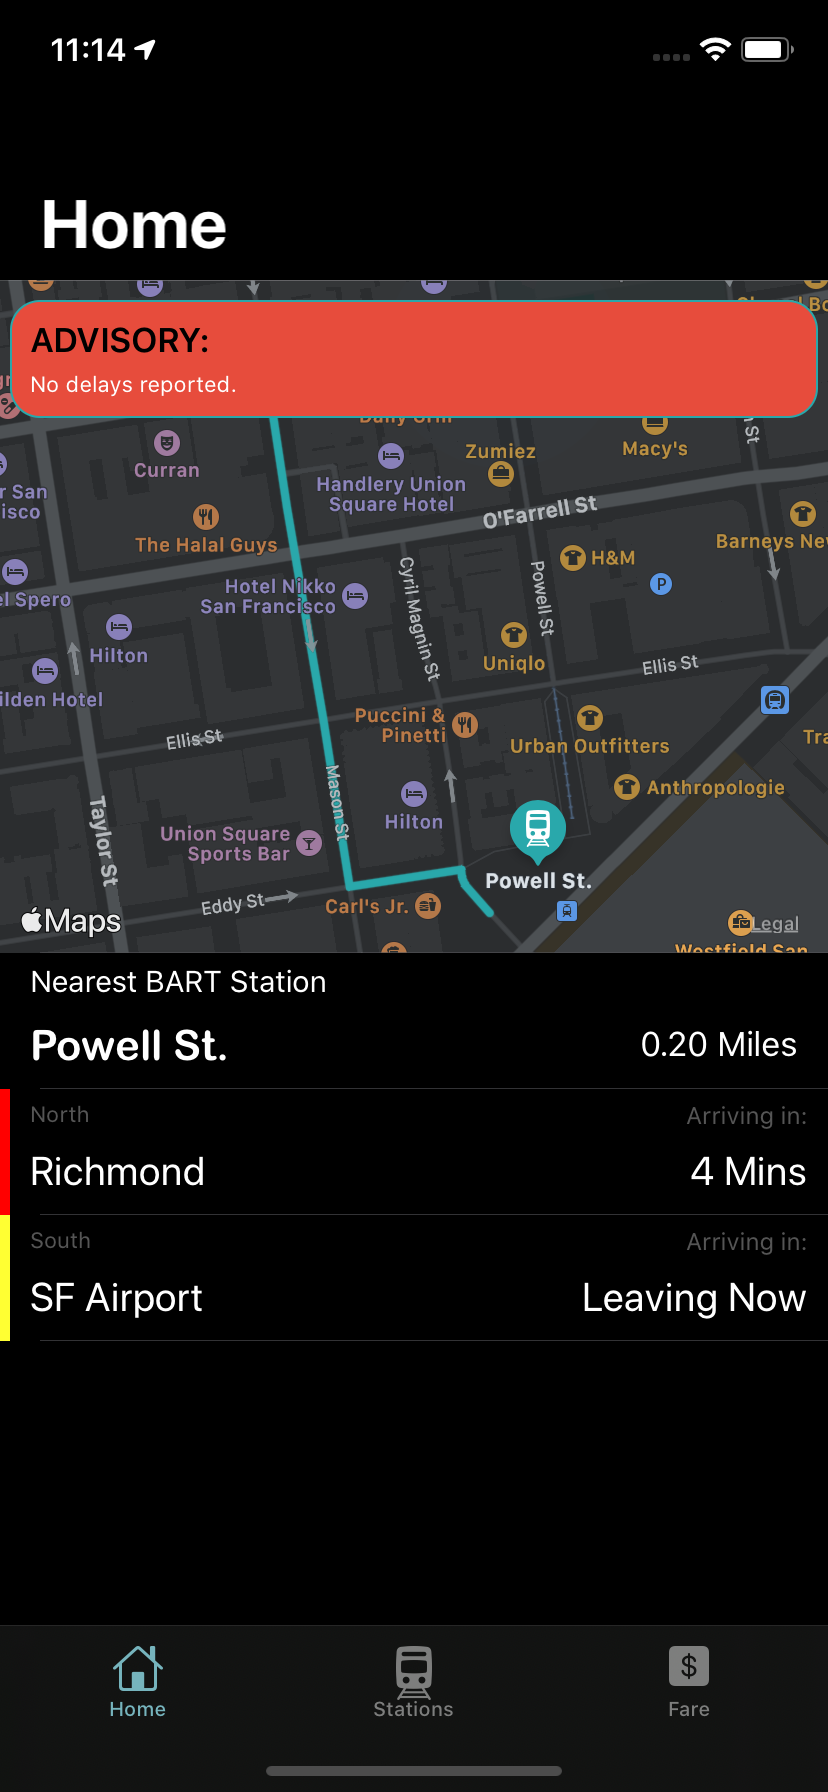 11:14
Home
ADVISORY:
No delays reported.
Curran
Zumiez
Macy's
Handlery Union
Square Hotel
r San
isco
O'Farrell St
The Halal Guys
Barneys Ne
H&M
Hotel Nikko
San Francisco
Cyril Magnin St
Powell St
P
el Spero
Hilton
Uniqlo
Ellis St
ilden Hotel
Puccini &
Pinetti
Ellis St
Urban Outfitters
Tra
Mason St
Anthropologie
Taylor St
Hilton
Union Square
Sports Bar
Powell St.
Eddy St
Carl's Jr.
Maps
Legal
Westfield San
Nearest BART Station
Powell St.
0.20 Miles
North
Arriving in:
Richmond
4 Mins
South
Arriving in:
SF Airport
Leaving Now
$
Home
Stations
Fare